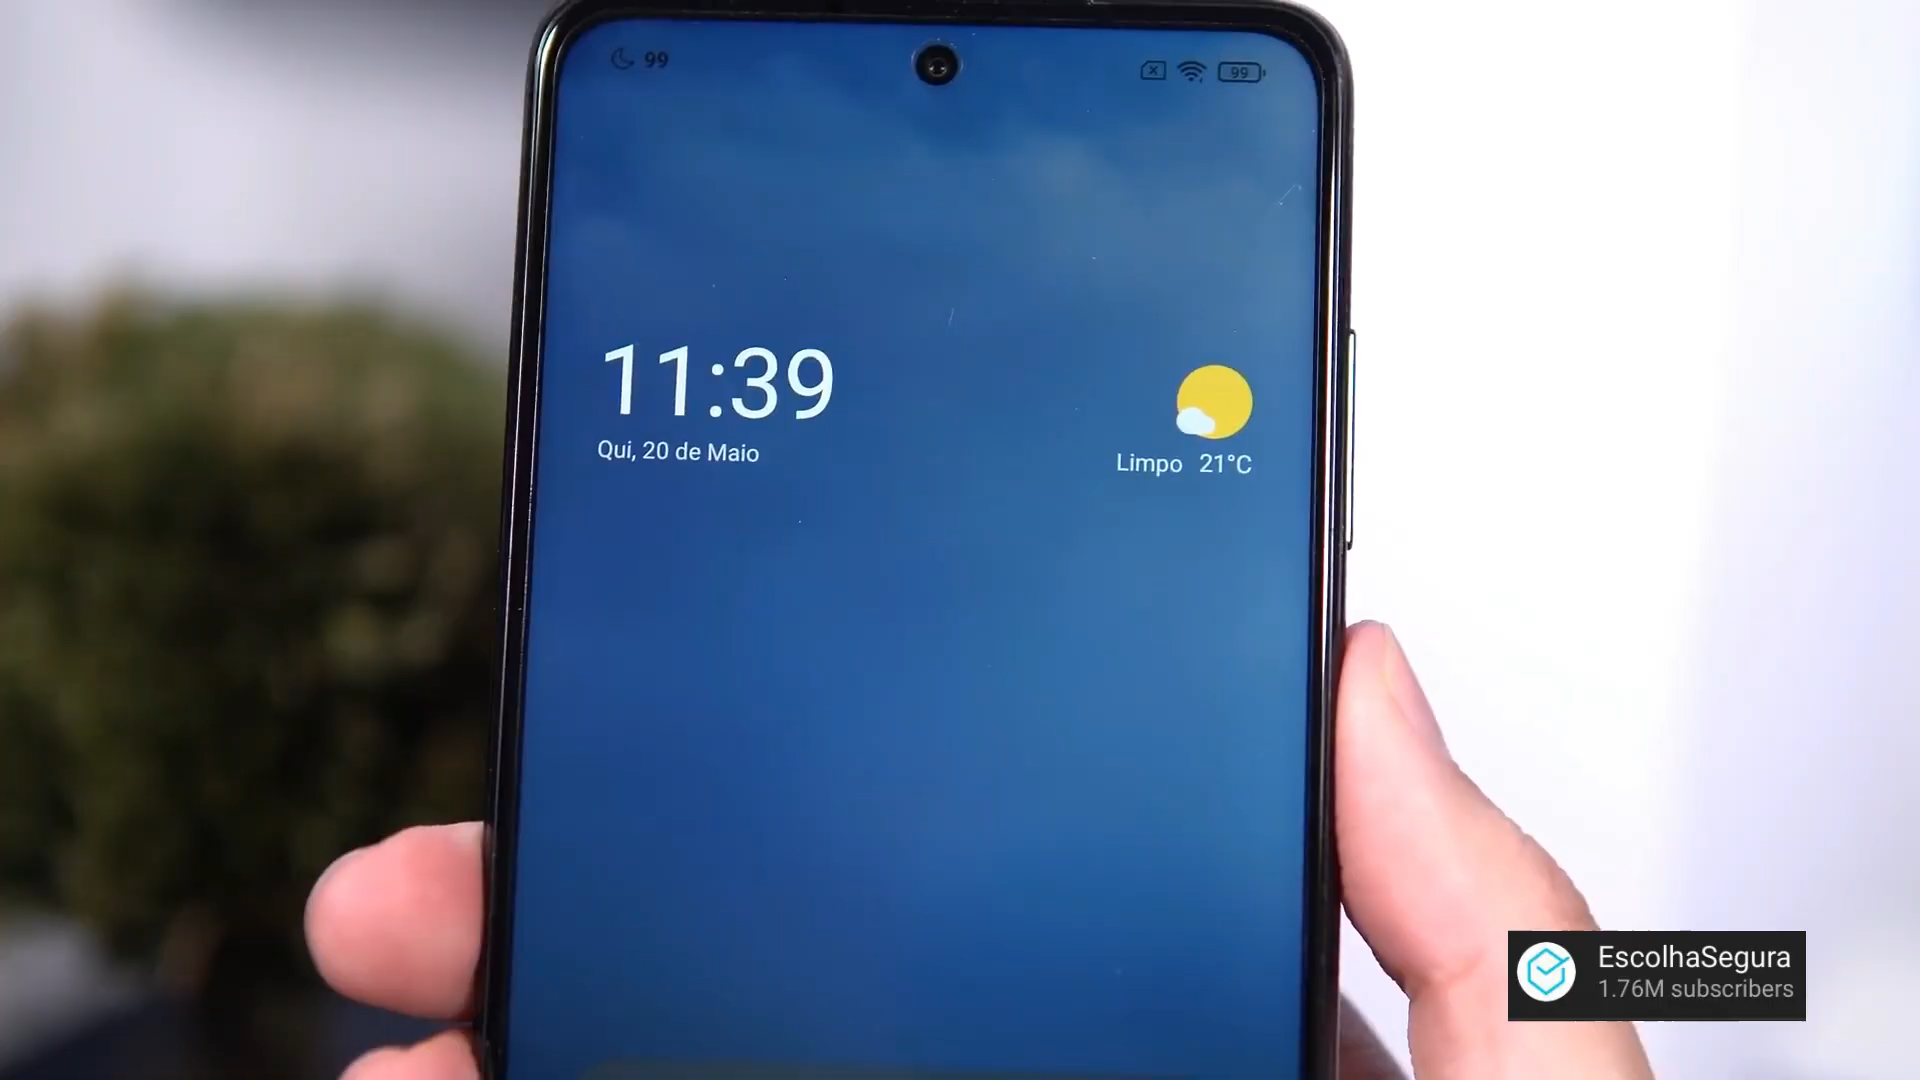 99
99
11:39
Qui, 20 de Maio
Limpo 21°C
EscolhaSegura
1.76M subscribers